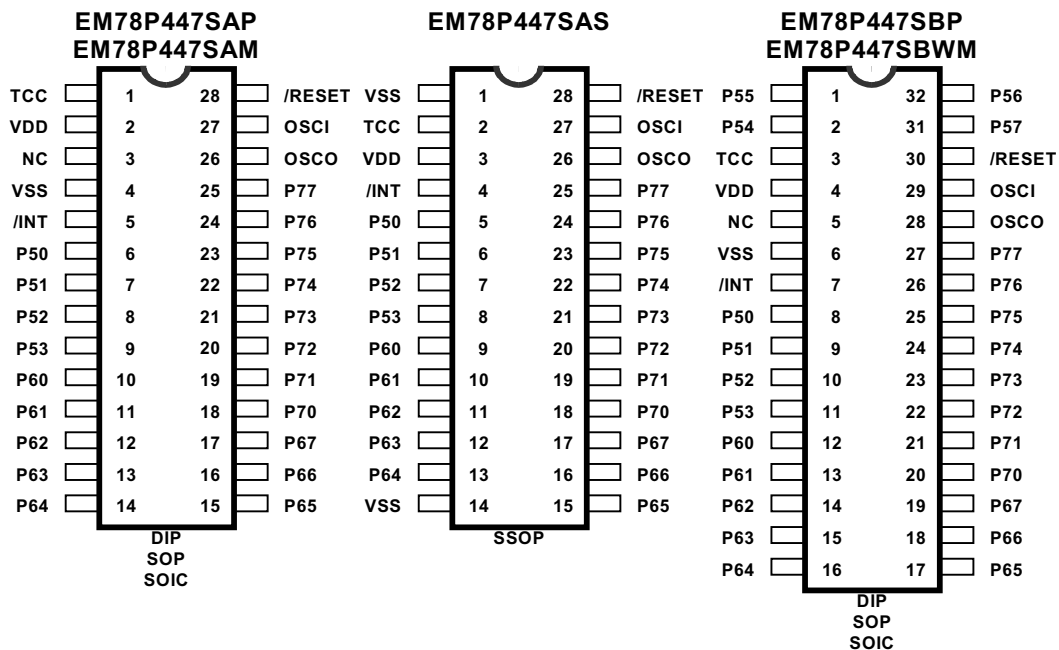 EM78P447SAP
EM78P447SAM
TCC 1 28 /RESET
VDD 2 27 OSCI
NC 3 26 OSCO
VSS 4 25 P77
/INT 5 24 P76
P50 6 23 P75
P51 7 22 P74
P52 8 21 P73
P53 9 20 P72
P60 10 19 P71
P61 11 18 P70
P62 12 17 P67
P63 13 16 P66
P64 14 15 P65
DIP
SOP
SOIC
EM78P447SAS
VSS 1 28 /RESET
TCC 2 27 OSCI
VDD 3 26 OSCO
/INT 4 25 P77
P50 5 24 P76
P51 6 23 P75
P52 7 22 P74
P53 8 21 P73
P60 9 20 P72
P61 10 19 P71
P62 11 18 P70
P63 12 17 P67
P64 13 16 P66
VSS 14 15 P65
SSOP
EM78P447SBP
EM78P447SBWM
P55 1 32 P56
P54 2 31 P57
TCC 3 30 /RESET
VDD 4 29 OSCI
NC 5 28 OSCO
VSS 6 27 P77
/INT 7 26 P76
P50 8 25 P75
P51 9 24 P74
P52 10 23 P73
P53 11 22 P72
P60 12 21 P71
P61 13 20 P70
P62 14 19 P67
P63 15 18 P66
P64 16 17 P65
DIP
SOP
SOIC